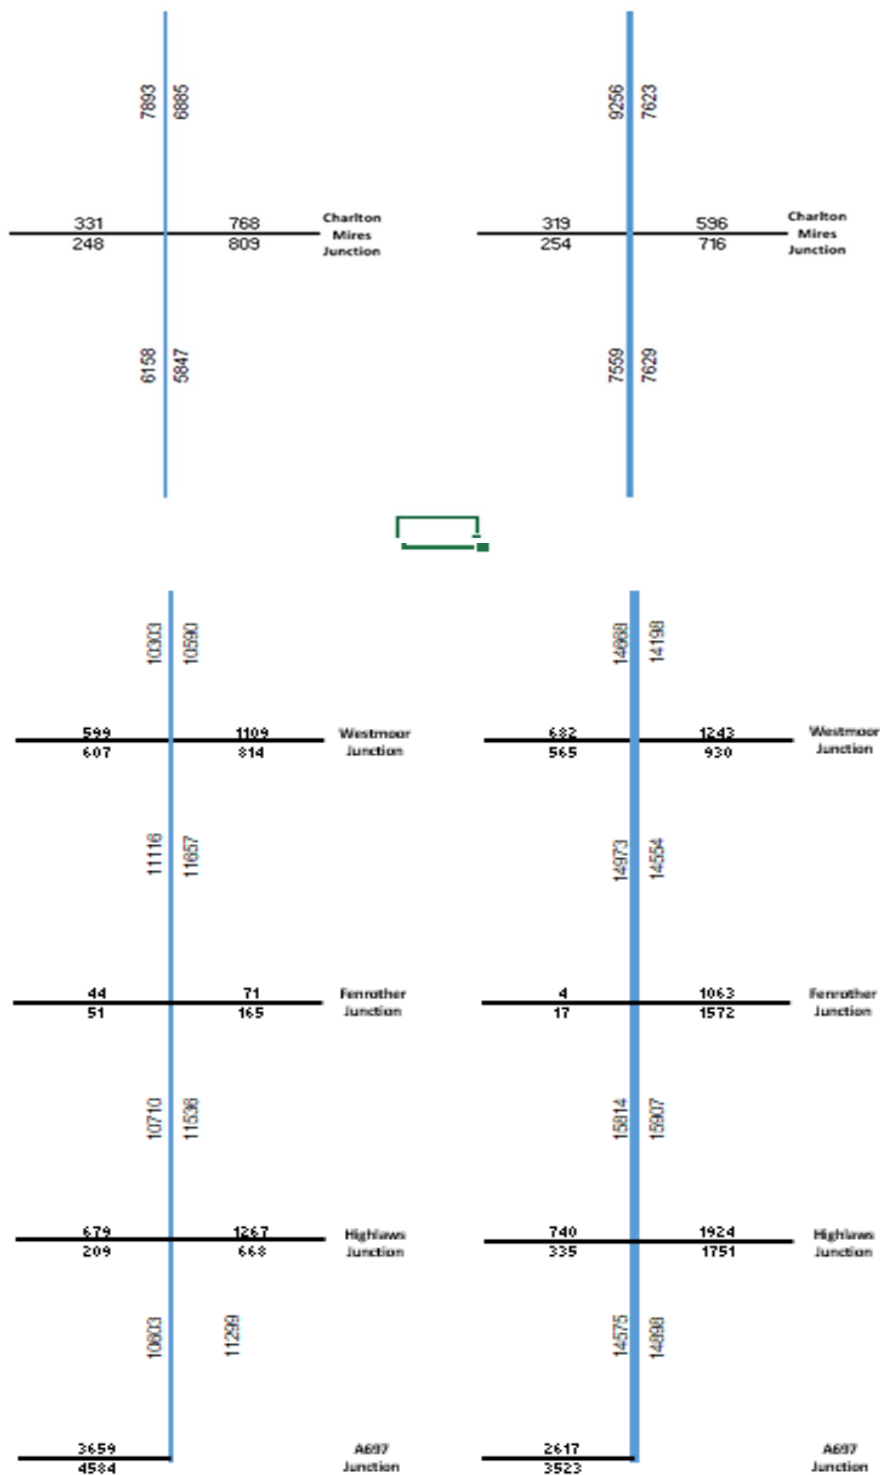 7893
6885
9256
7623
331
768
Charlton
Mires
Junction
248
809
319
596
Charlton
Mires
Junction
254
716
6158
5847
7559
7629
10303
10590
14668
14198
599
1109
Westmoor
Junction
607
814
682
1243
Westmoor
Junction
565
930
11116
11657
14973
14554
44
71
Fenrother
Junction
51
165
4
1063
Fenrother
Junction
17
1572
10710
11536
15814
15907
679
1267
Highlaws
Junction
209
668
740
1924
Highlaws
Junction
335
1751
10603
11299
14575
14898
3659
A697
Junction
4584
2617
A697
Junction
3523